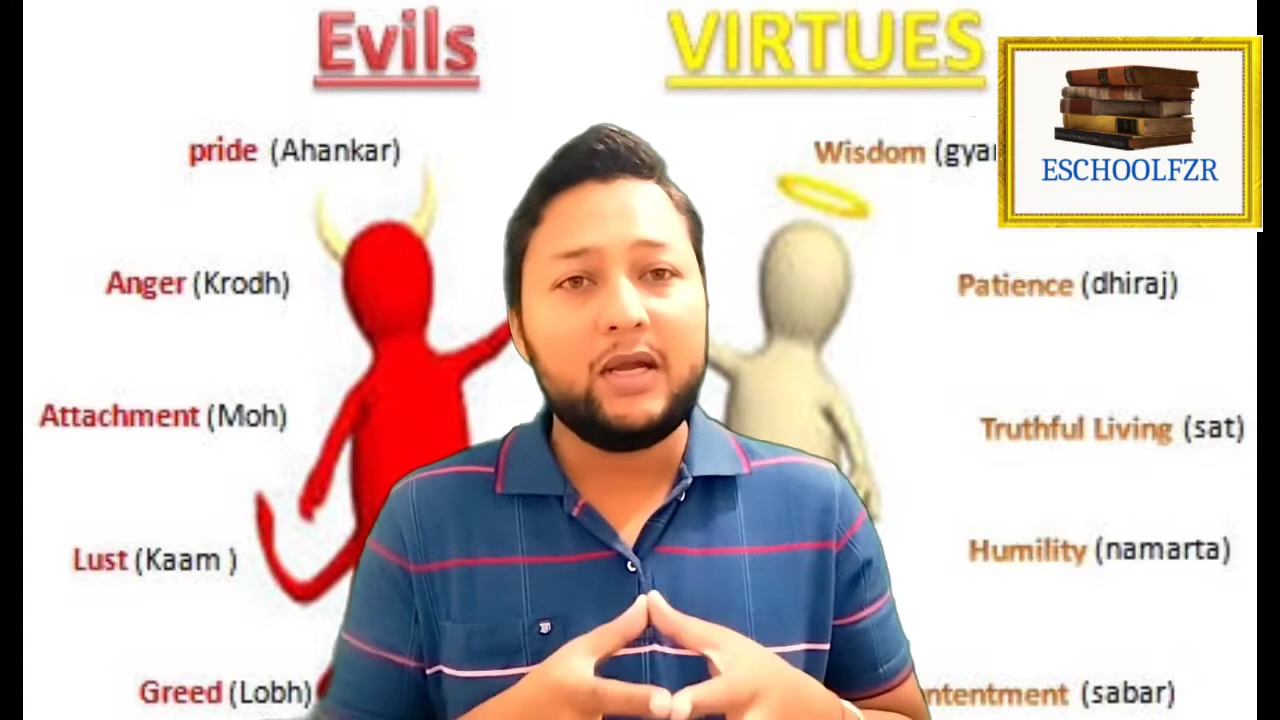 Evils
VIRTUES
pride (Ahankar)
Wisdom
ESCHOOLFZR
Anger (Krodh)
Patience (dhiraj)
Attachment (Moh)
Truthful Living (sat)
Lust (Kaam )
Humility (namarta)
Greed (Lobh)
(sabar)